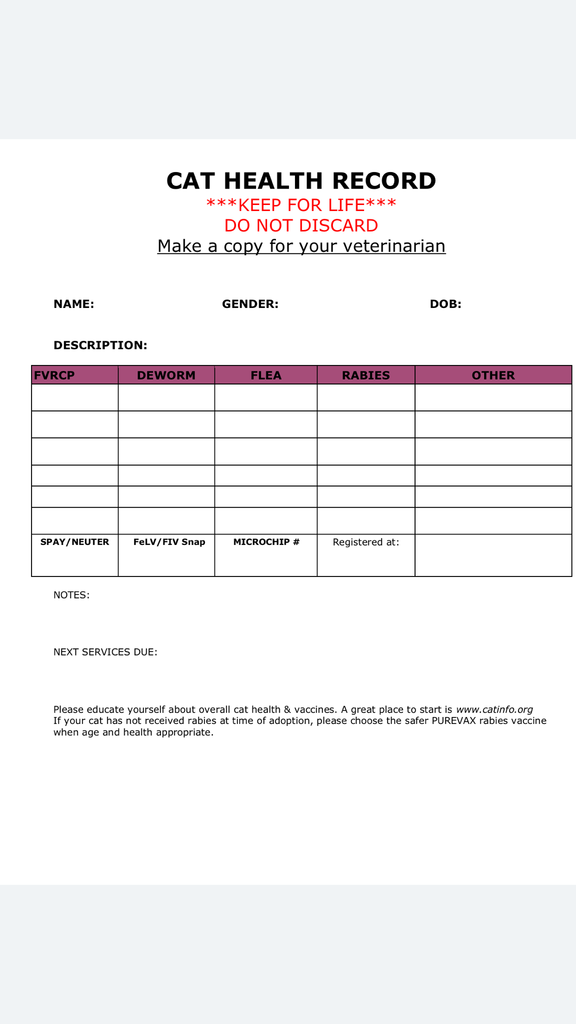 CAT HEALTH RECORD
***KEEP FOR LIFE***
DO NOT DISCARD
Make a copy for your veterinarian
NAME: GENDER: DOB:
DESCRIPTION:
FVRCP DEWORM FLEA RABIES OTHER
SPAY/NEUTER FeLV/FIV Snap MICROCHIP # Registered at:
NOTES:
NEXT SERVICES DUE:
Please educate yourself about overall cat health & vaccines. A great place to start is www.catinfo.org
If your cat has not received rabies at time of adoption, please choose the safer PUREVAX rabies vaccine
when age and health appropriate.